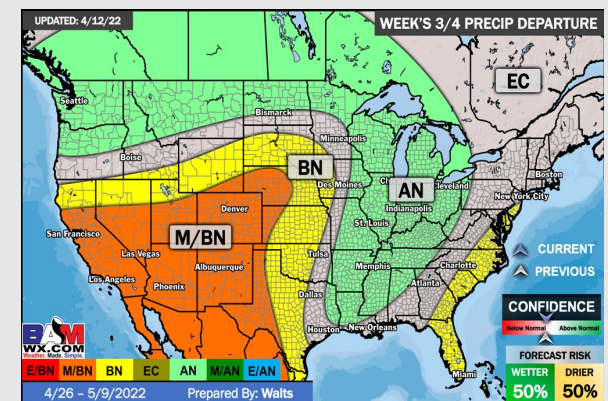 UPDATED: 4/12/22
WEEK'S 3/4 PRECIP DEPARTURE
EC
Seattle
Bismarck
Minneapolis
Boise
BN
AN
Boston
Des Moines
Cleveland
New York City
Indianapolis
Denver
St. Louis
San Francisco
M/BN
CURRENT
Las Vegas
Tulsa
Memphis
Charlotte
PREVIOUS
Los Angeles
Albuquerque
Atlanta
Phoenix
Dallas
CONFIDENCE
Houston
New Orleans
Below Normal
Above Normal
BAM
WX.COM
Weather. Made. Simple.
FORECAST RISK
E/BN M/BN BN EC AN M/AN E/AN
Miami
WETTER
DRIER
4/26 – 5/9/2022
Prepared By: Walts
50%
50%